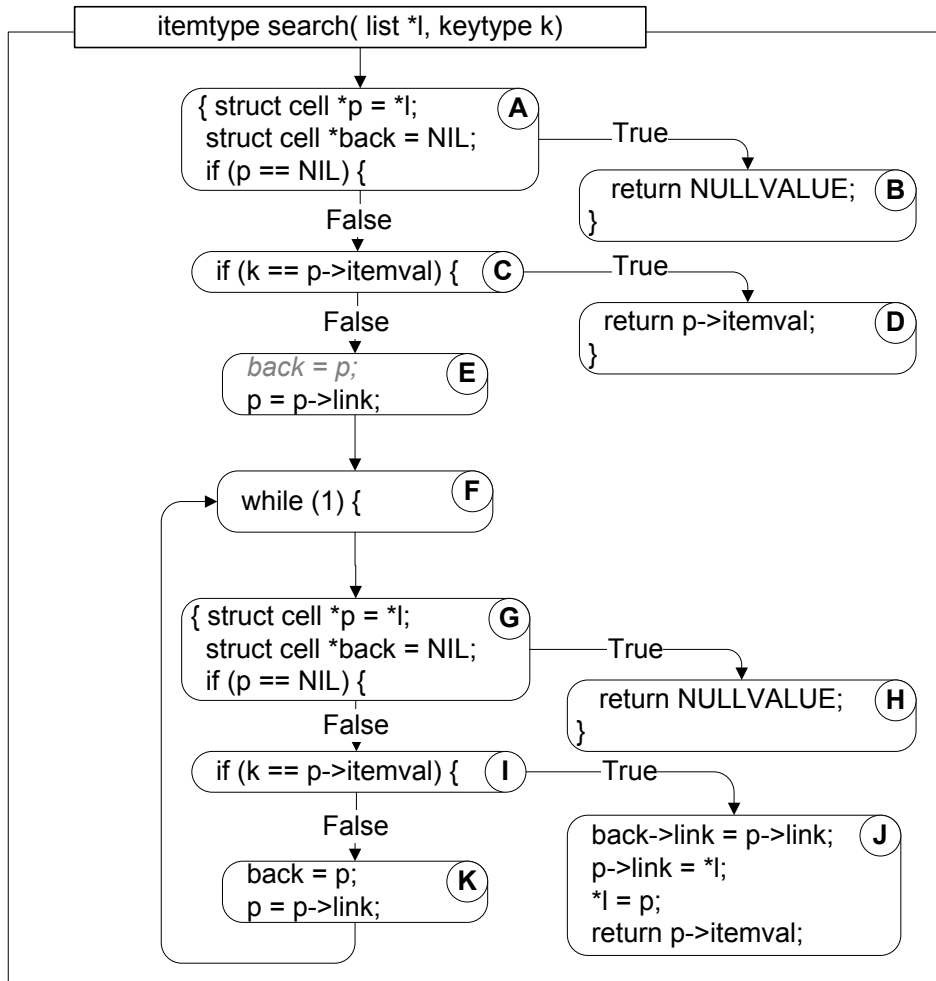 itemtype search( list *l, keytype k)
{ struct cell *p = *l;
struct cell *back = NIL;
if (p == NIL) {
A
True
return NULLVALUE;
}
B
False
if (k == p->itemval) {
C
True
return p->itemval;
}
D
False
back = p;
p = p->link;
E
while (1) {
F
{ struct cell *p = *l;
struct cell *back = NIL;
if (p == NIL) {
G
True
return NULLVALUE;
}
H
False
if (k == p->itemval) {
I
True
back->link = p->link;
p->link = *l;
*l = p;
return p->itemval;
J
False
back = p;
p = p->link;
K